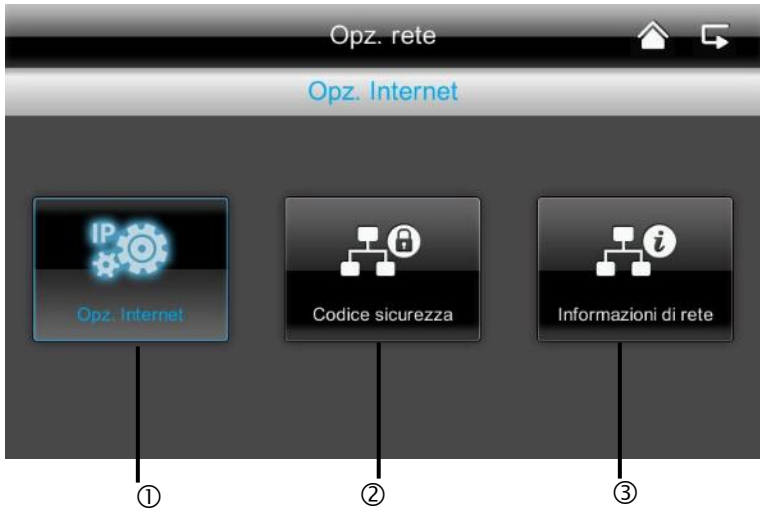 Opz. rete
Opz. Internet
IP
Opz. Internet
Codice sicurezza
i
Informazioni di rete
① ② ③